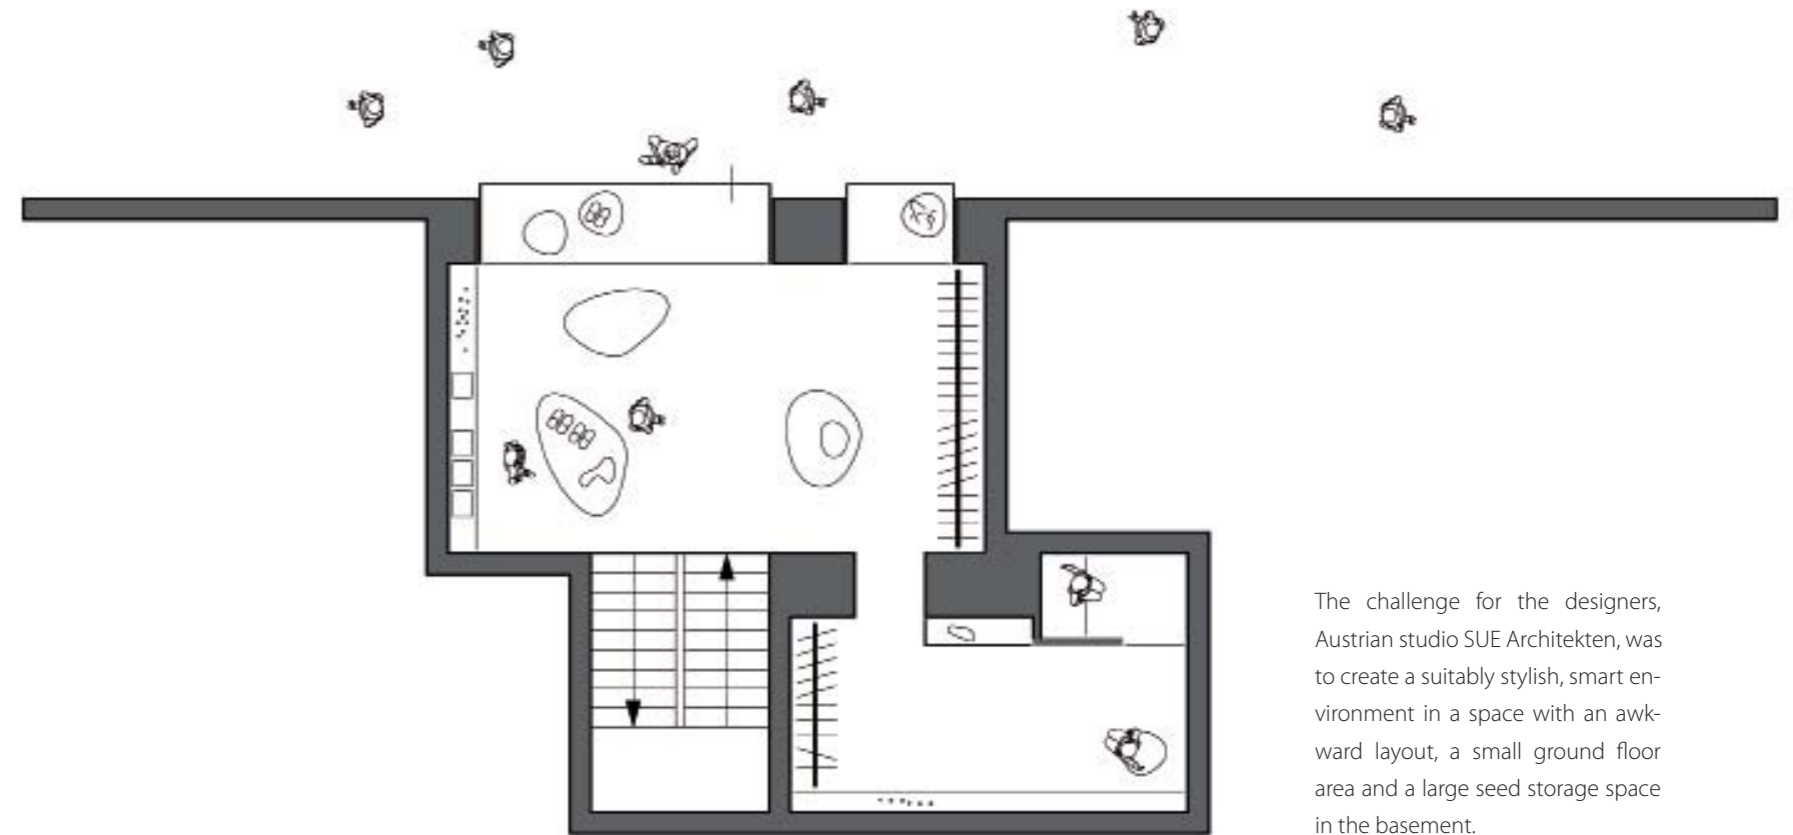 The challenge for the designers,
Austrian studio SUE Architekten, was
to create a suitably stylish, smart en-
vironment in a space with an awk-
ward layout, a small ground floor
area and a large seed storage space
in the basement.